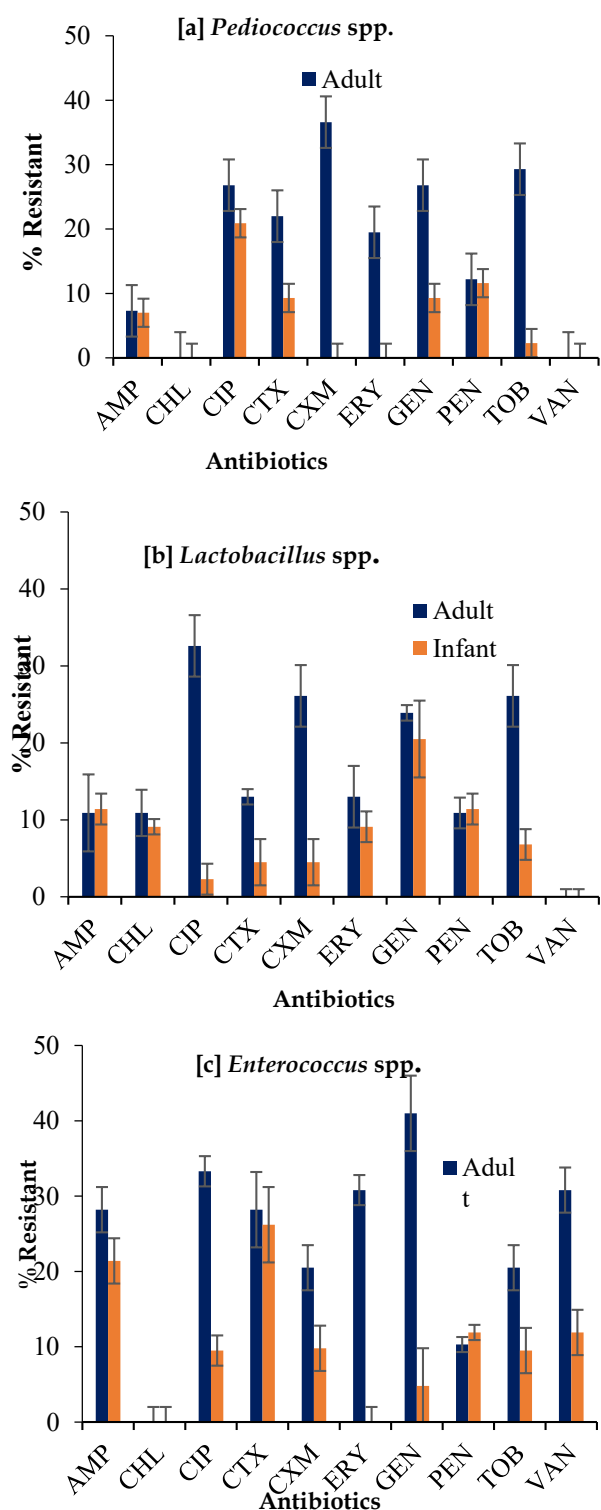 [a] Pediococcus spp.
50
40
30
20
10
0
% Resistant
Adult
AMP
CHL
CIP
CTX
CXM
ERY
GEN
PEN
TOB
VAN
Antibiotics
[b] Lactobacillus spp.
50
40
30
20
10
0
% Resistant
Adult
Infant
AMP
CHL
CIP
CTX
CXM
ERY
GEN
PEN
TOB
VAN
Antibiotics
[c] Enterococcus spp.
50
40
30
20
10
0
% Resistant
Adul
t
AMP
CHL
CIP
CTX
CXM
ERY
GEN
PEN
TOB
VAN
Antibiotics